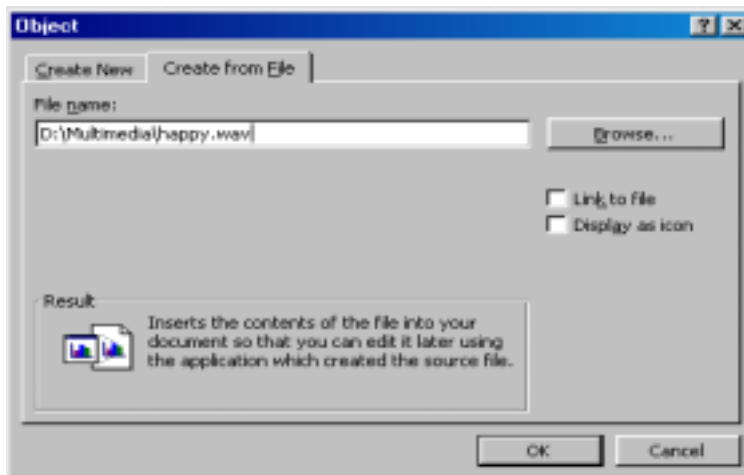 Object
Create New Create from File
File name:
D:\Multimedia\happy.wav
Browse...
Link to file
Display as icon
Result
Inserts the contents of the file into your
document so that you can edit it later using
the application which created the source file.
OK Cancel